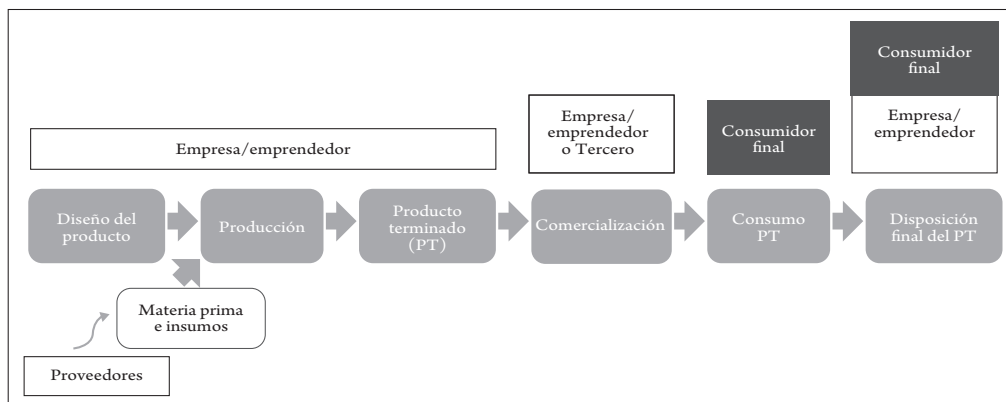 Consumidor
final
Empresa/
emprendedor
Empresa/
emprendedor
o Tercero
Consumidor
final
Empresa/emprendedor
Diseño del
producto
Producción
Producto
terminado
(PT)
Comercialización
Consumo
PT
Disposición
final del PT
Materia prima
e insumos
Proveedores